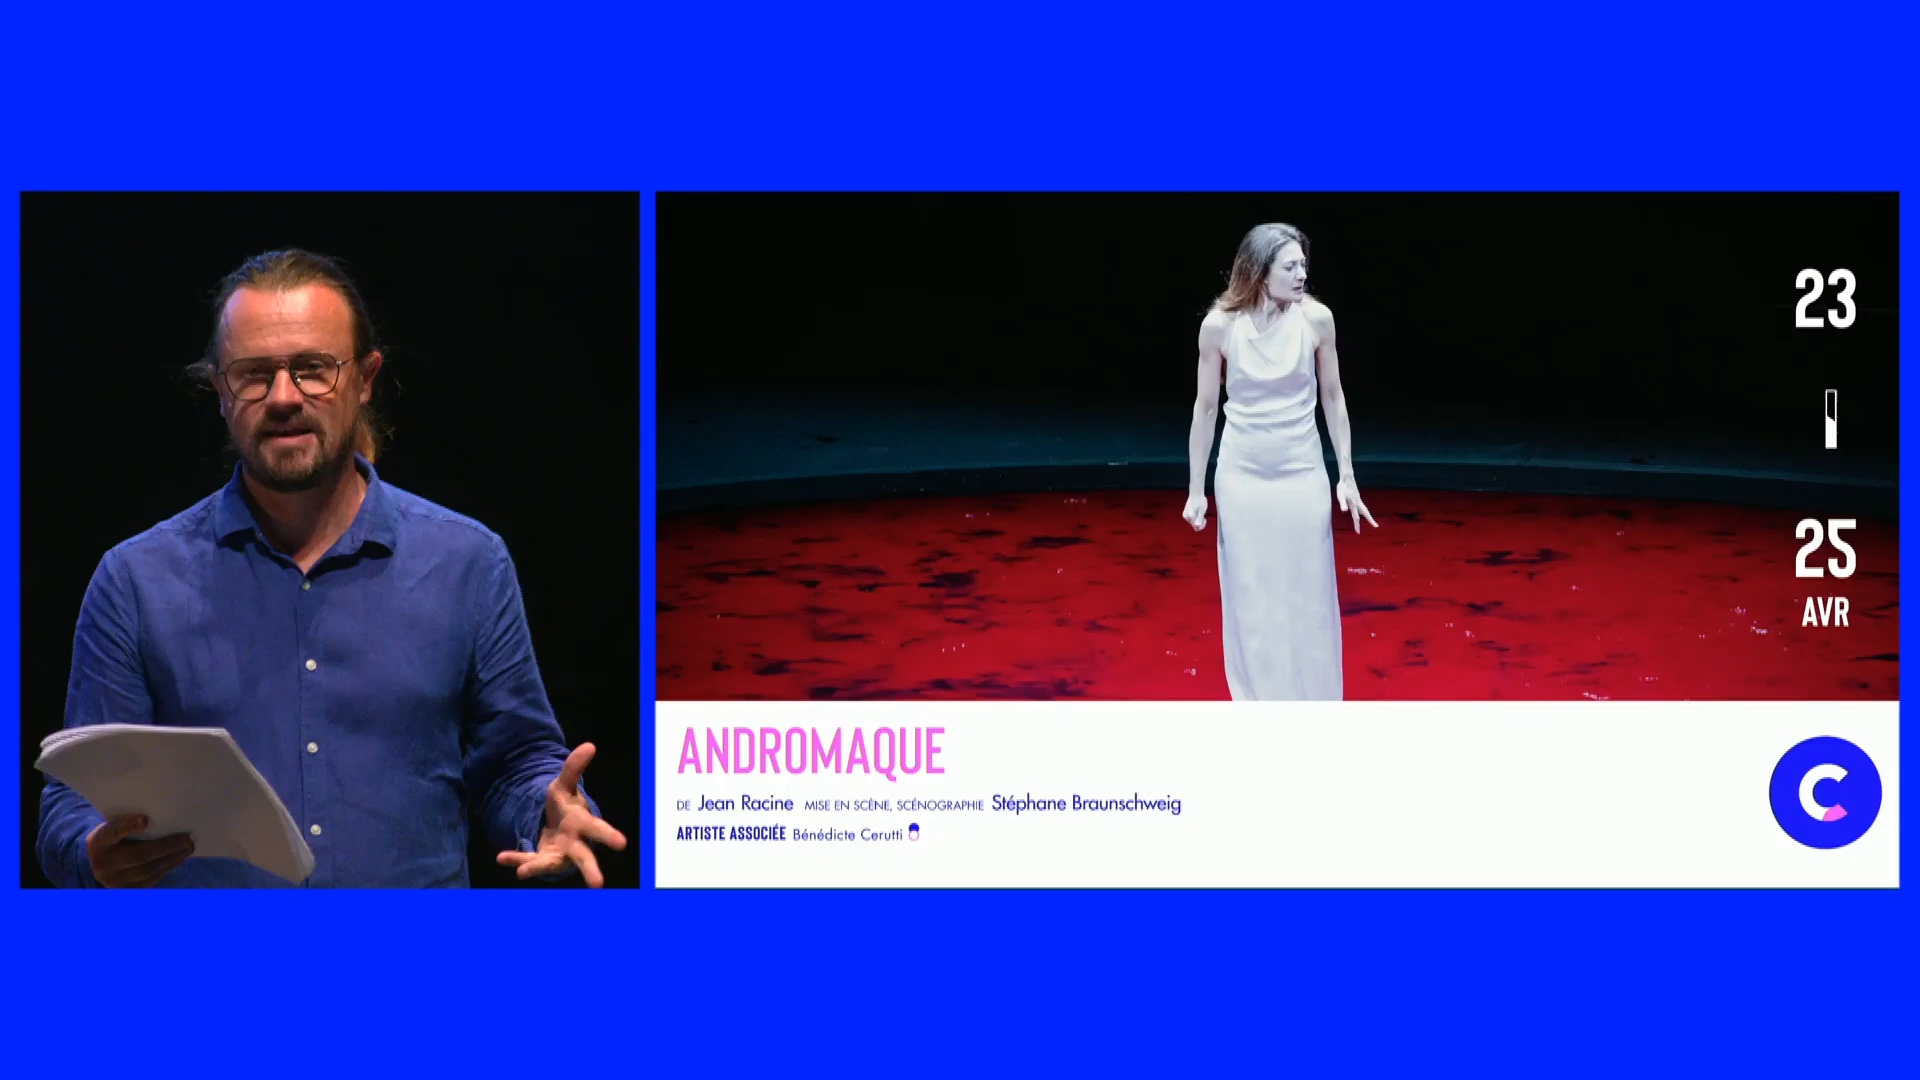 23
25
AVR
ANDROMAQUE
DE Jean Racine MISE EN SCÈNE, SCÉNOGRAPHIE Stéphane Braunschweig
ARTISTE ASSOCIÉE Bénédicte Cerutti
C